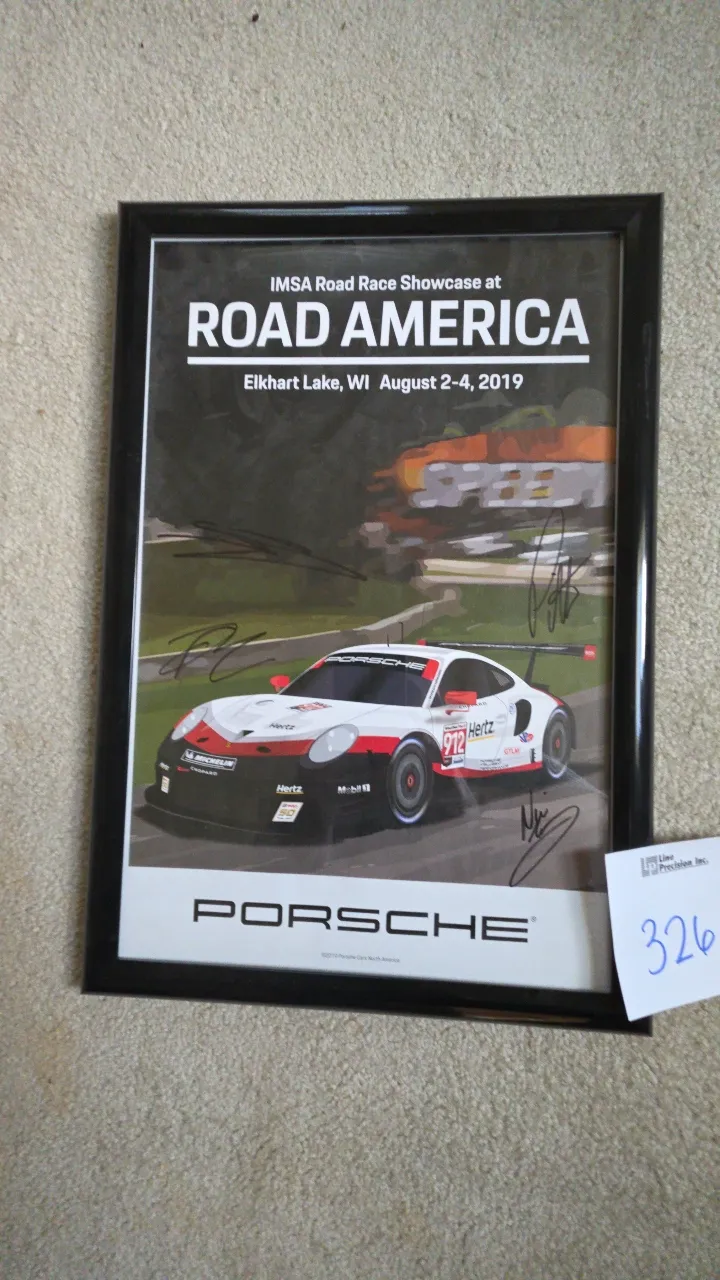 IMSA Road Race Showcase at
ROAD AMERICA
Elkhart Lake, WI August 2-4, 2019
PORSCHE
Hertz
912
Hertz
MICHELIN
Hertz
Mobil 1
PORSCHE
Line
Precision Inc.
326